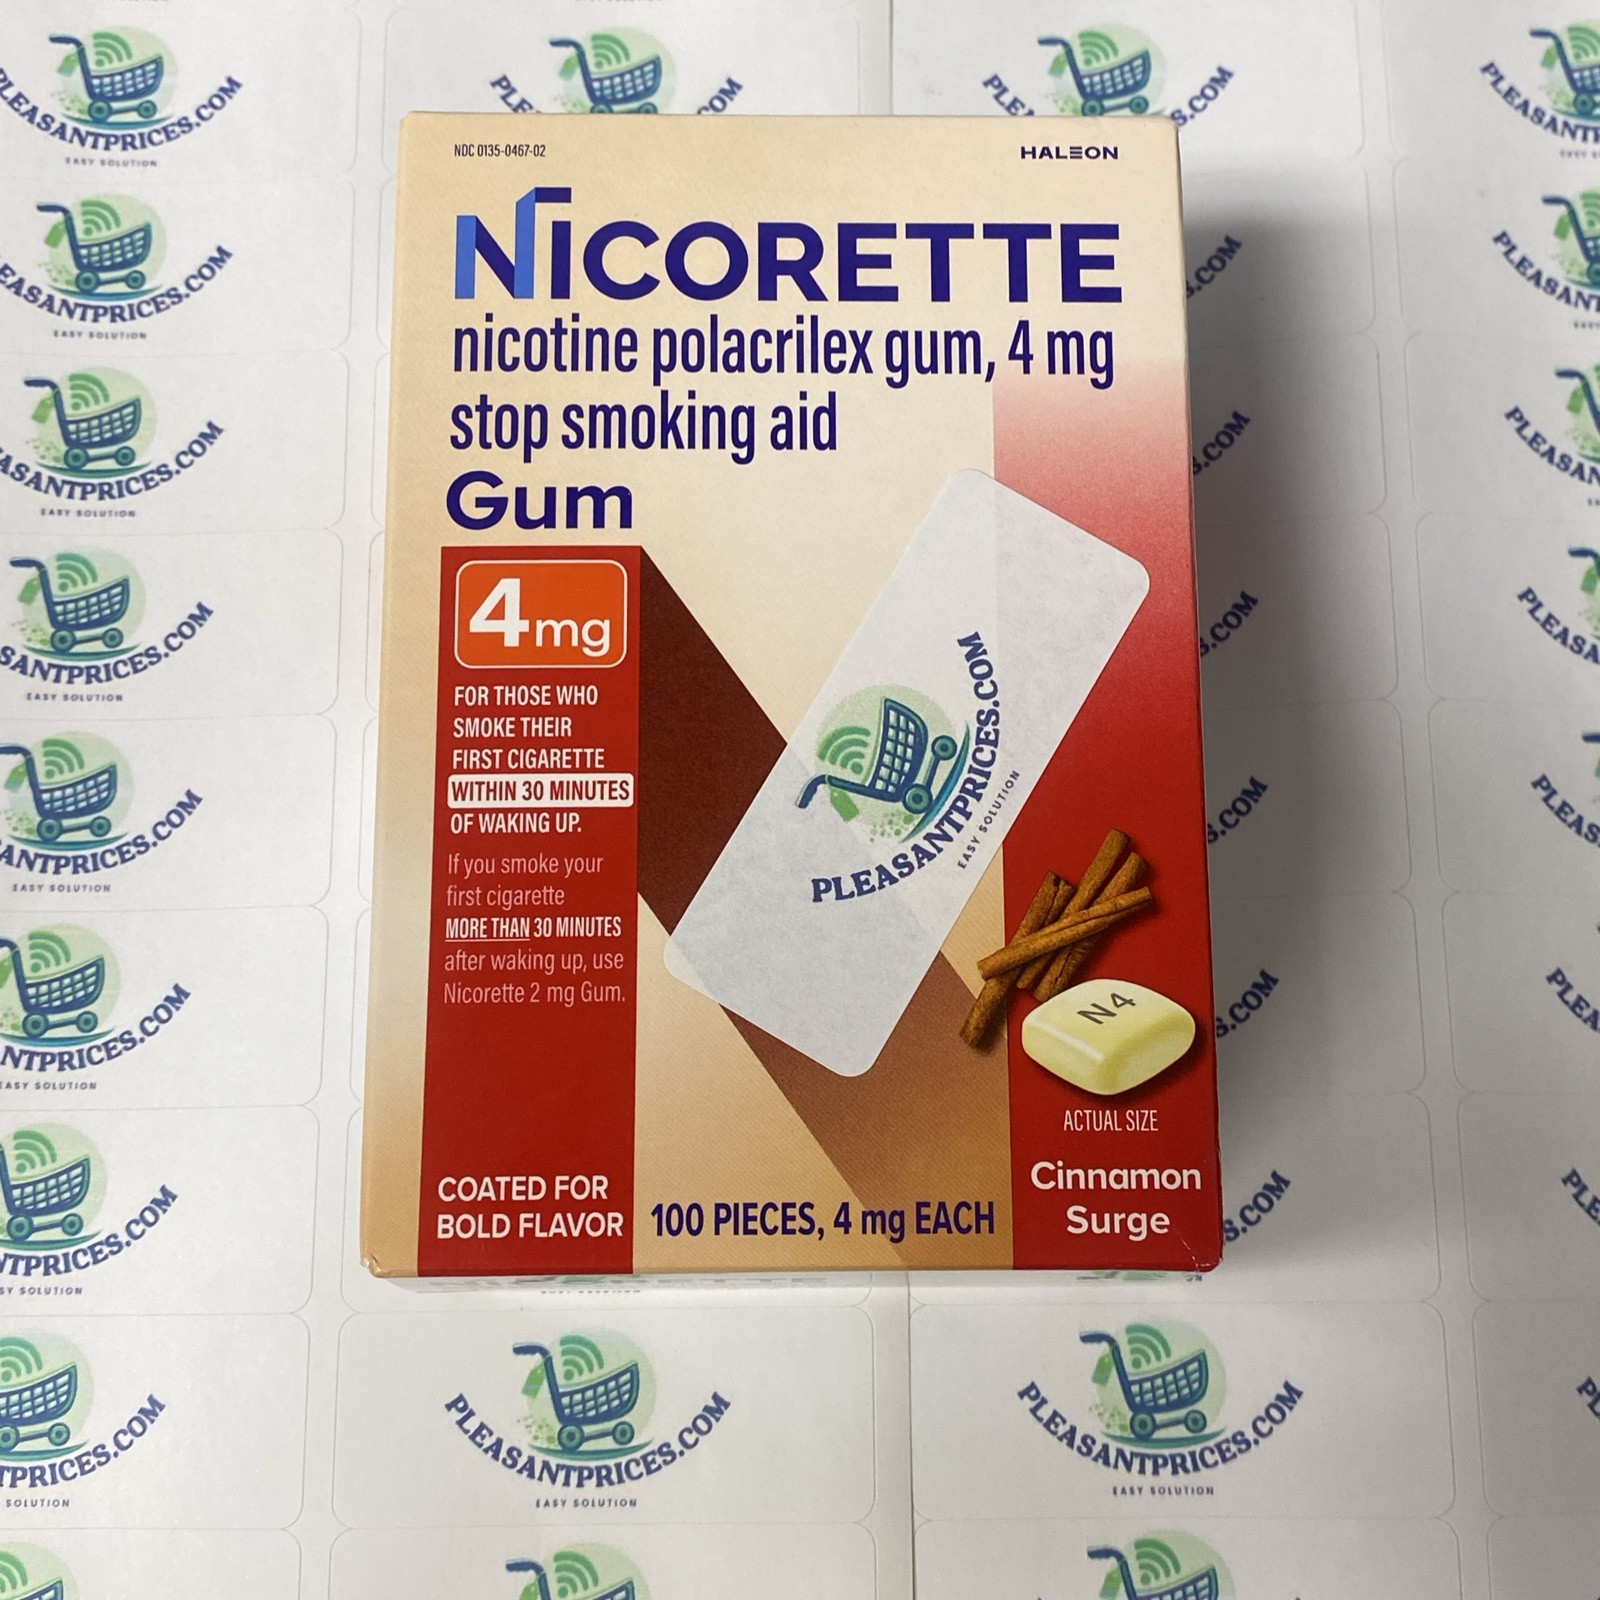 NDC 0135-0467-02
HALEON
NICORETTE
nicotine polacrilex gum, 4 mg
stop smoking aid
Gum
4 mg
FOR THOSE WHO
SMOKE THEIR
FIRST CIGARETTE
WITHIN 30 MINUTES
OF WAKING UP.
If you smoke your
first cigarette
MORE THAN 30 MINUTES
after waking up, use
Nicorette 2 mg Gum.
COATED FOR
BOLD FLAVOR
100 PIECES, 4 mg EACH
PLEASANTPRICES.COM
EASY SOLUTION
N4
ACTUAL SIZE
Cinnamon
Surge
PLEASANTPRICES.COM
EASY SOLUTION
PLEASANTPRICES.COM
EASY SOLUTION